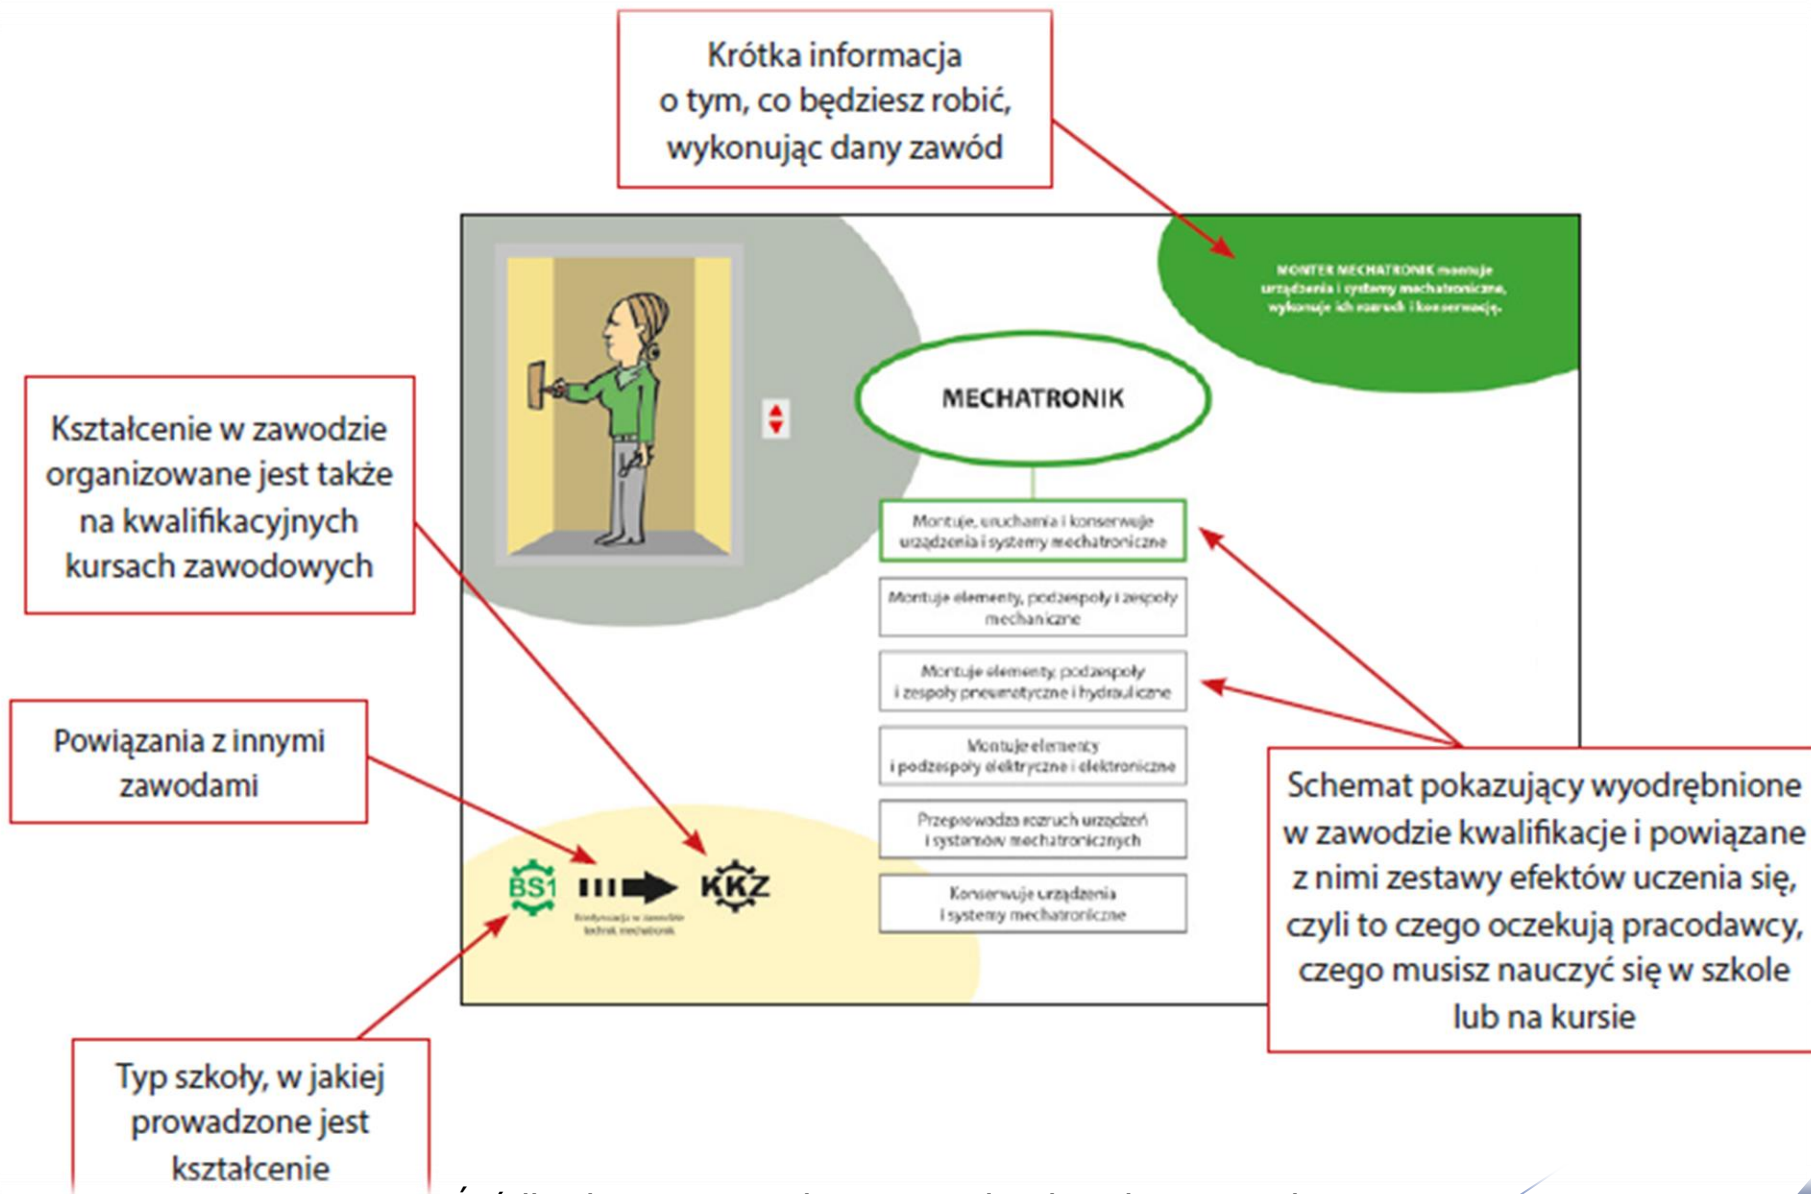 Krótka informacja
o tym, co będziesz robić,
wykonując dany zawód
MONTER MECHATRONIK montuje
urządzenia i systemy mechatroniczne,
wykonuje ich rozruch i konserwację.
MECHATRONIK
Kształcenie w zawodzie
organizowane jest także
na kwalifikacyjnych
kursach zawodowych
Montuje, uruchamia i konserwuje
urządzenia i systemy mechatroniczne
Montuje elementy, podzespoły i zespoły
mechaniczne
Montuje elementy, podzespoły
i zespoły pneumatyczne i hydrauliczne
Montuje elementy
i podzespoły elektryczne i elektroniczne
Przeprowadza rozruch urządzeń
i systemów mechatronicznych
Konserwuje urządzenia
i systemy mechatroniczne
Powiązania z innymi
zawodami
BS1
KKZ
technik mechatronik
Schemat pokazujący wyodrębnione
w zawodzie kwalifikacje i powiązane
z nimi zestawy efektów uczenia się,
czyli to czego oczekują pracodawcy,
czego musisz nauczyć się w szkole
lub na kursie
Typ szkoły, w jakiej
prowadzone jest
kształcenie